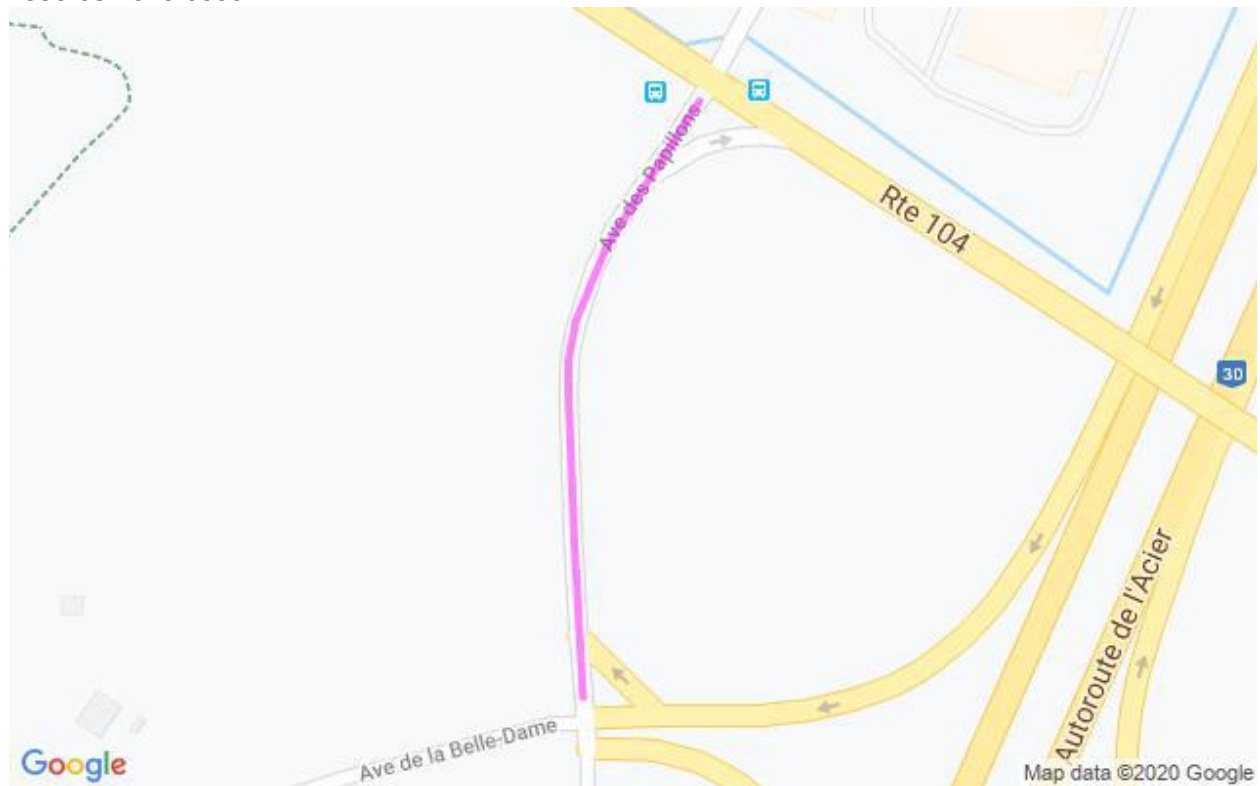 Ave des Papillons
Rte 104
30
Autoroute de l'Acier
Ave de la Belle-Dame
Google
Map data ©2020 Google